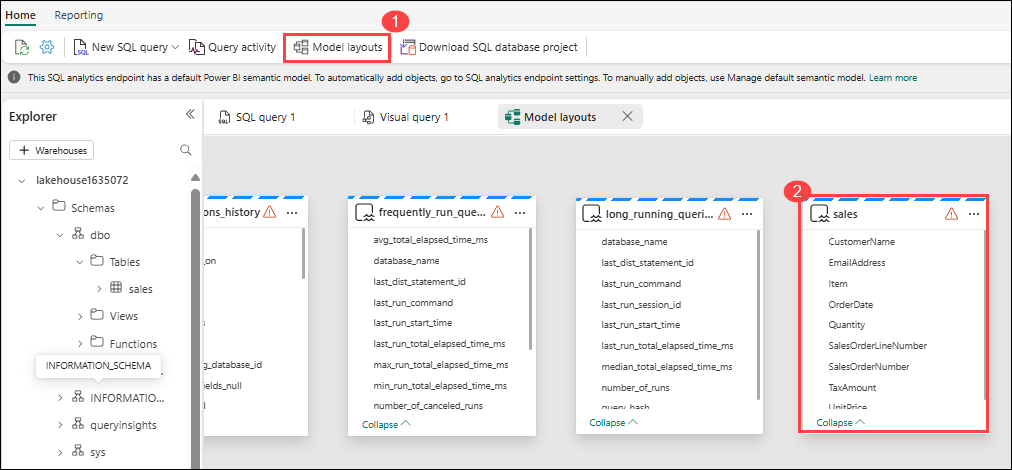 1
Home Reporting
SQL New SQL query Query activity Model layouts Download SQL database project
This SQL analytics endpoint has a default Power BI semantic model. To automatically add objects, go to SQL analytics endpoint settings. To manually add objects, use Manage default semantic model. Learn more
Explorer
+ Warehouses
lakehouse1635072
Schemas
dbo
Tables
sales
Views
Functions
INFORMATION_SCHEMA
INFORMATIO...
queryinsights
sys
SQL SQL query 1 Visual query 1 Model layouts
ons_history
_on
g_database_id
ields_null
frequently_run_que...
avg_total_elapsed_time_ms
database_name
last_dist_statement_id
last_run_command
last_run_start_time
last_run_total_elapsed_time_ms
max_run_total_elapsed_time_ms
min_run_total_elapsed_time_ms
number_of_canceled_runs
Collapse
long_running_queri...
database_name
last_dist_statement_id
last_run_command
last_run_session_id
last_run_start_time
last_run_total_elapsed_time_ms
median_total_elapsed_time_ms
number_of_runs
query_hash
Collapse
2
sales
CustomerName
EmailAddress
Item
OrderDate
Quantity
SalesOrderLineNumber
SalesOrderNumber
TaxAmount
UnitPrice
Collapse